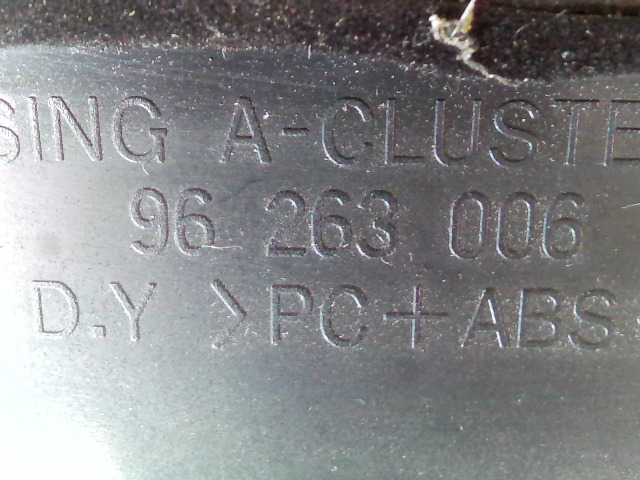 SING A-CLUSTE
96 263 006
D.Y >PC+ABS